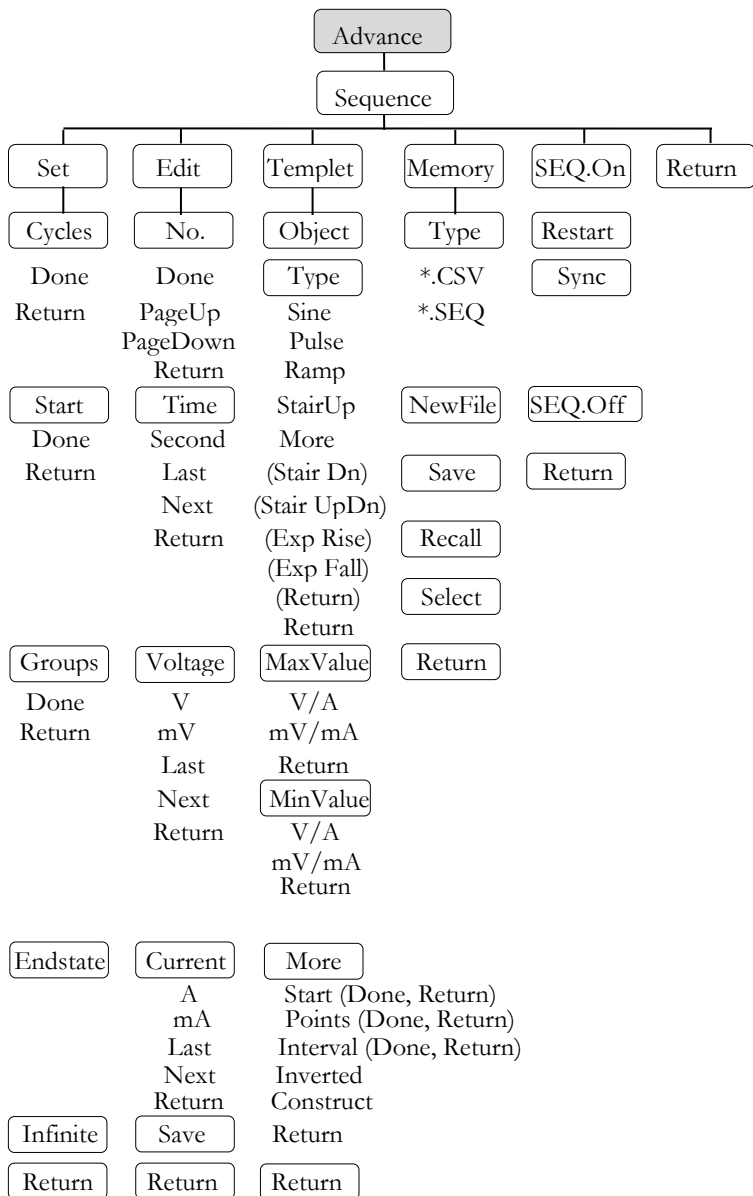 Advance
Sequence
Set Edit Templet Memory SEQ.On Return
Cycles No. Object Type Restart
Done Done Type *.CSV Sync
Return PageUp Sine *.SEQ
PageDown Pulse
Return Ramp
Start Time StairUp NewFile SEQ.Off
Done Second More
Return Last (Stair Dn) Save Return
Next (Stair UpDn)
Return (Exp Rise) Recall
(Exp Fall)
(Return) Select
Return
Groups Voltage MaxValue Return
Done V V/A
Return mV mV/mA
Last Return
Next MinValue
Return V/A
mV/mA
Return
Endstate Current More
A Start (Done, Return)
mA Points (Done, Return)
Last Interval (Done, Return)
Next Inverted
Return Construct
Infinite Save Return
Return Return Return